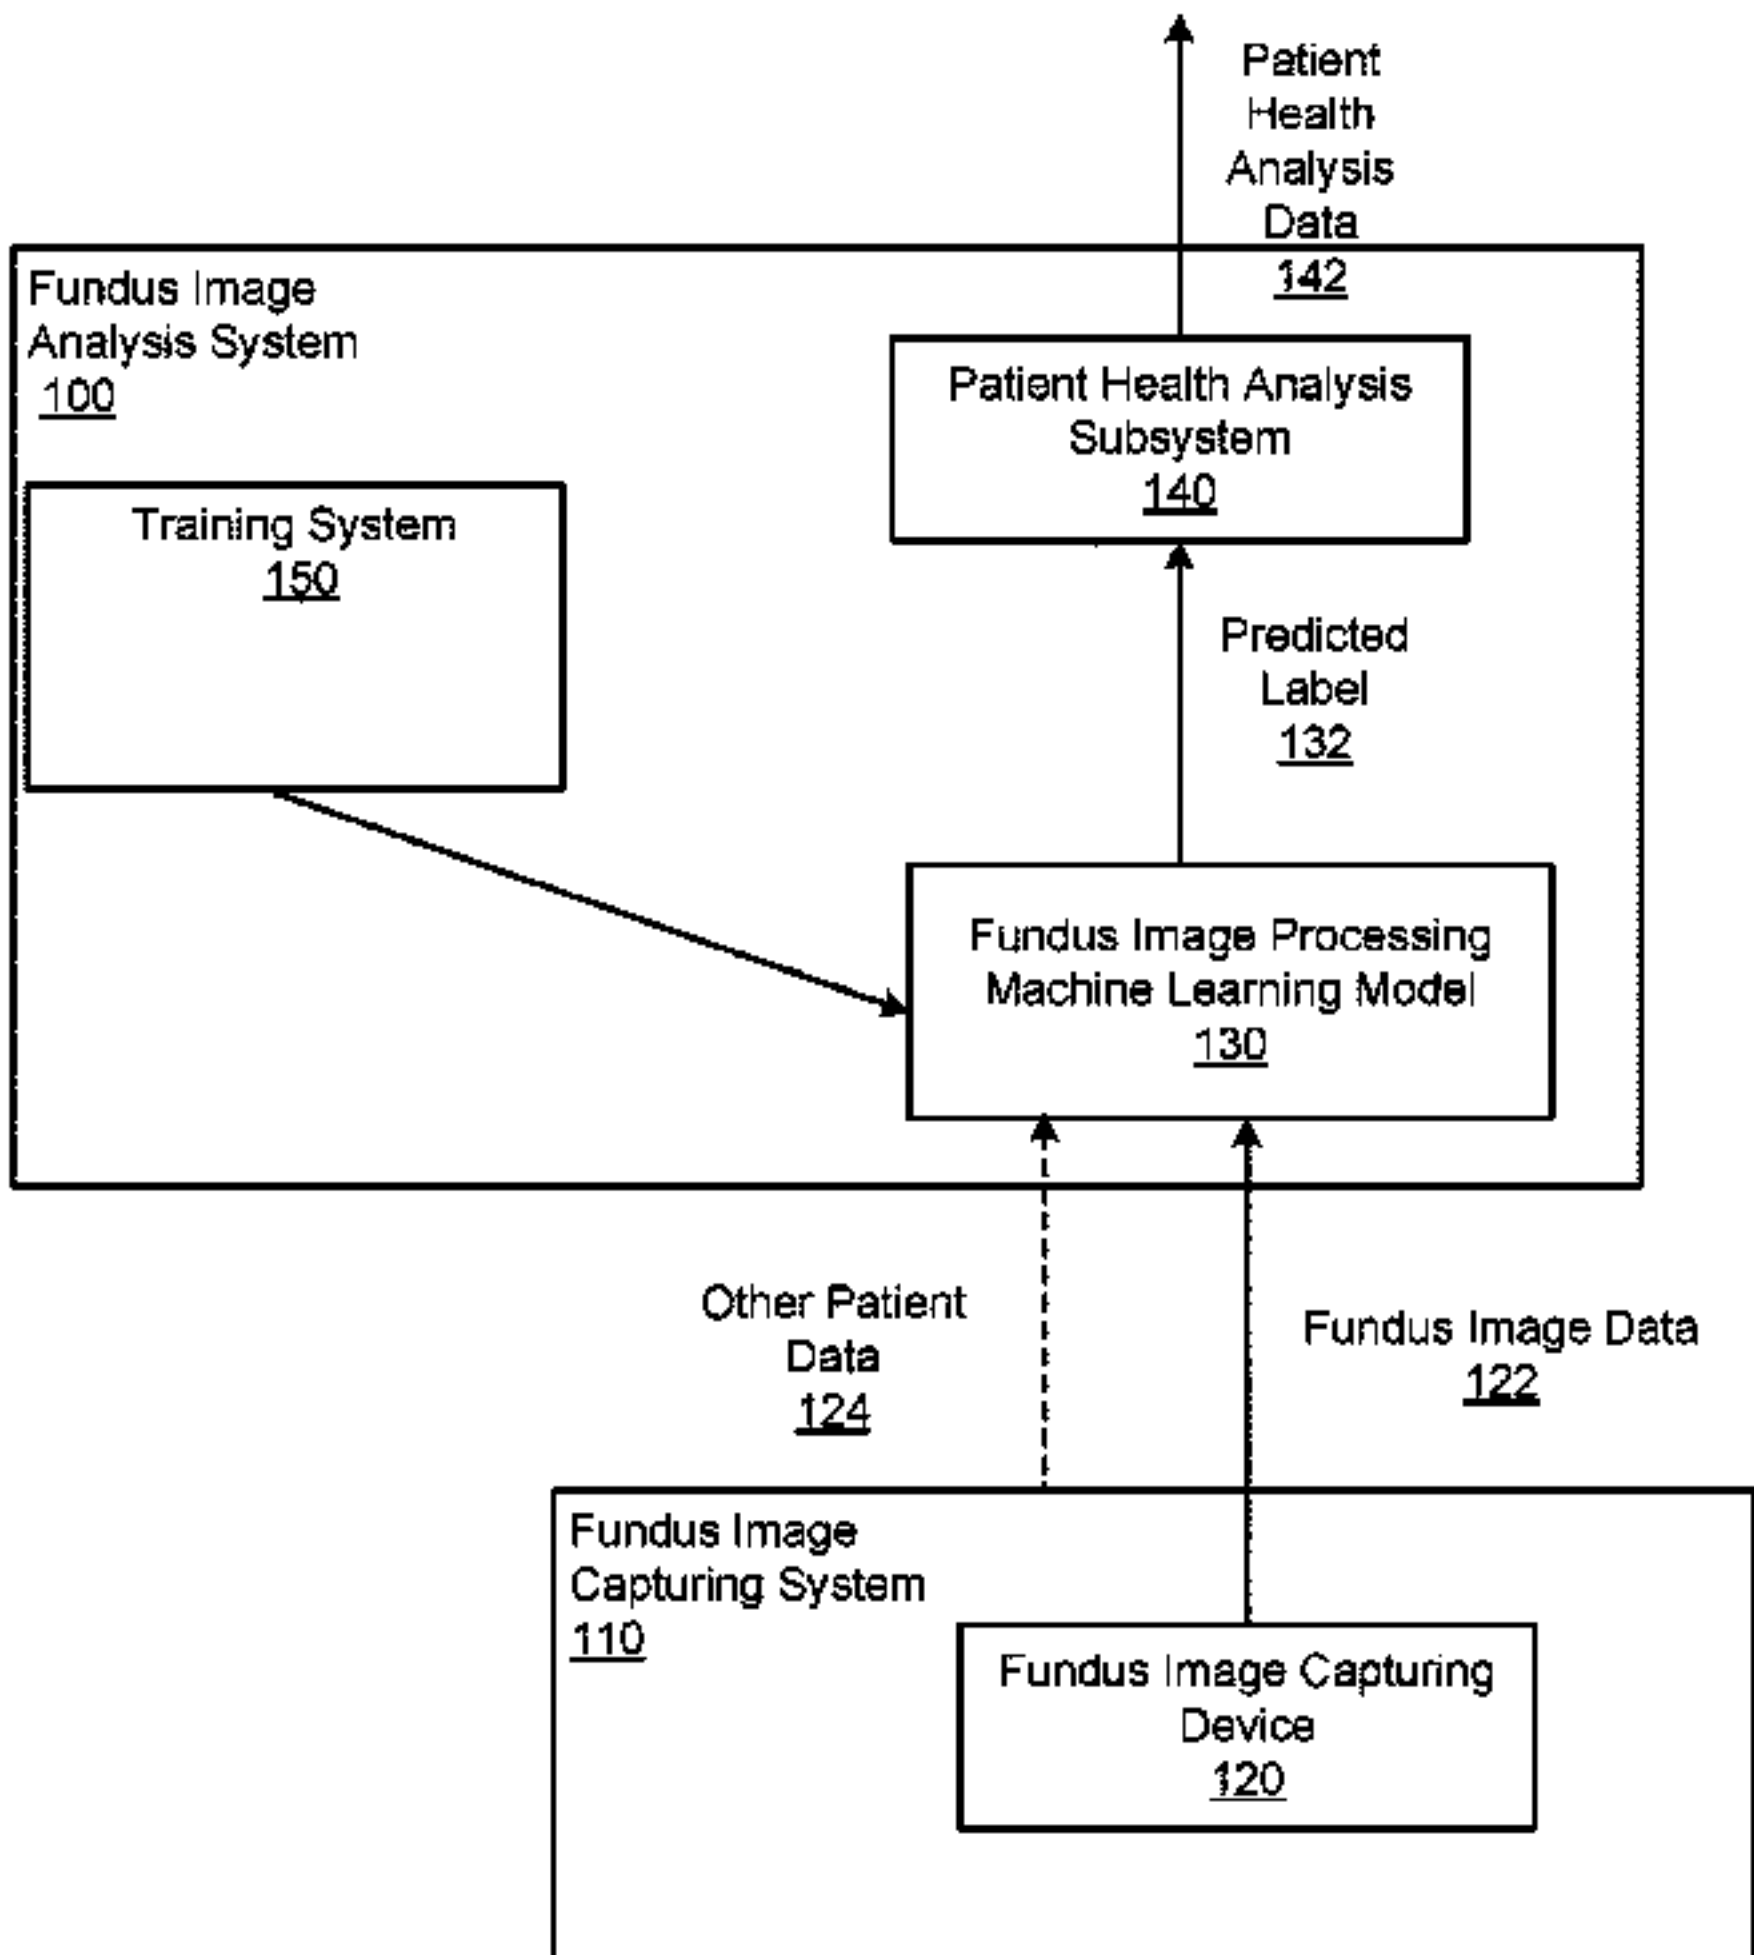 Patient
Health
Analysis
Data
142
Fundus Image
Analysis System
100
Patient Health Analysis
Subsystem
140
Training System
150
Predicted
Label
132
Fundus Image Processing
Machine Learning Model
130
Other Patient
Data
124
Fundus Image Data
122
Fundus Image
Capturing System
110
Fundus Image Capturing
Device
120